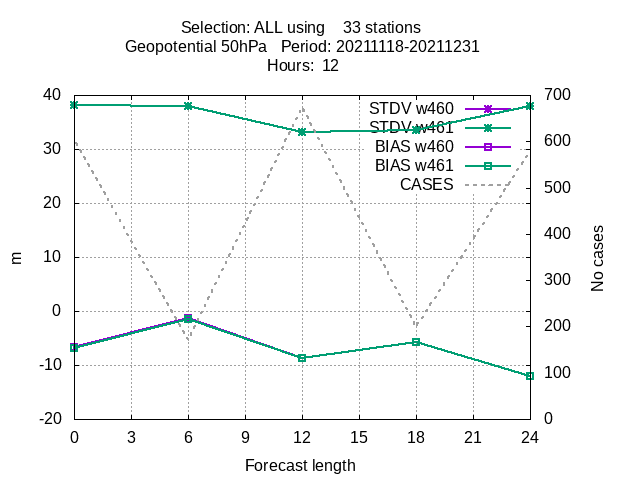 Selection: ALL using    33 stations
Geopotential 50hPa   Period: 20211118-20211231
Hours:  12
STDV w460
STDV w461
BIAS w460
BIAS w461
CASES
40
30
20
10
0
-10
-20
m
700
600
500
400
300
200
100
0
No cases
0 3 6 9 12 15 18 21 24
Forecast length